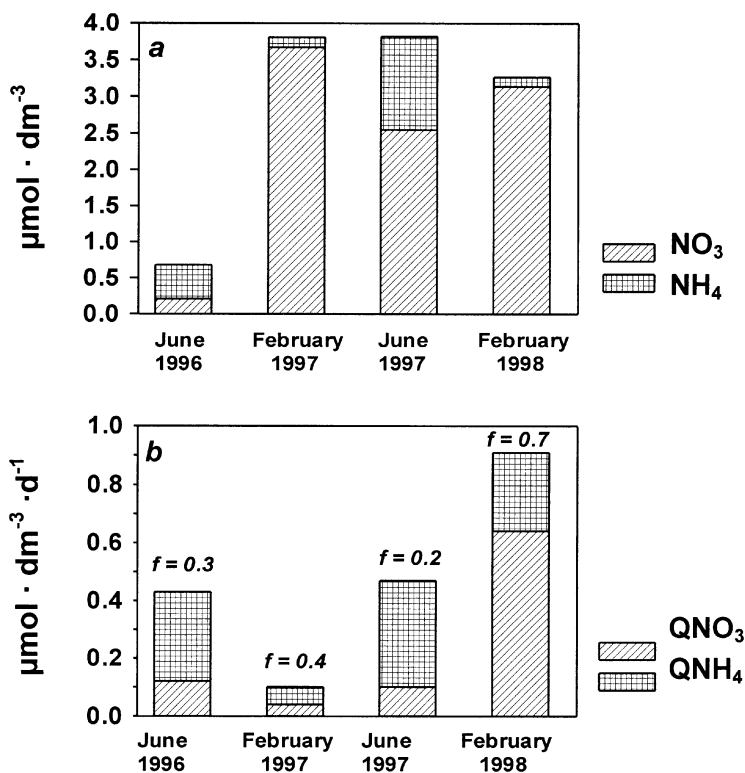 a
µmol · dm-3
4.0
3.5
3.0
2.5
2.0
1.5
1.0
0.5
0.0
June
1996
February
1997
June
1997
February
1998
NO3
NH4
b
µmol · dm-3 ·d-1
1.0
0.8
0.6
0.4
0.2
0.0
f = 0.3
f = 0.4
f = 0.2
f = 0.7
June
1996
February
1997
June
1997
February
1998
QNO3
QNH4